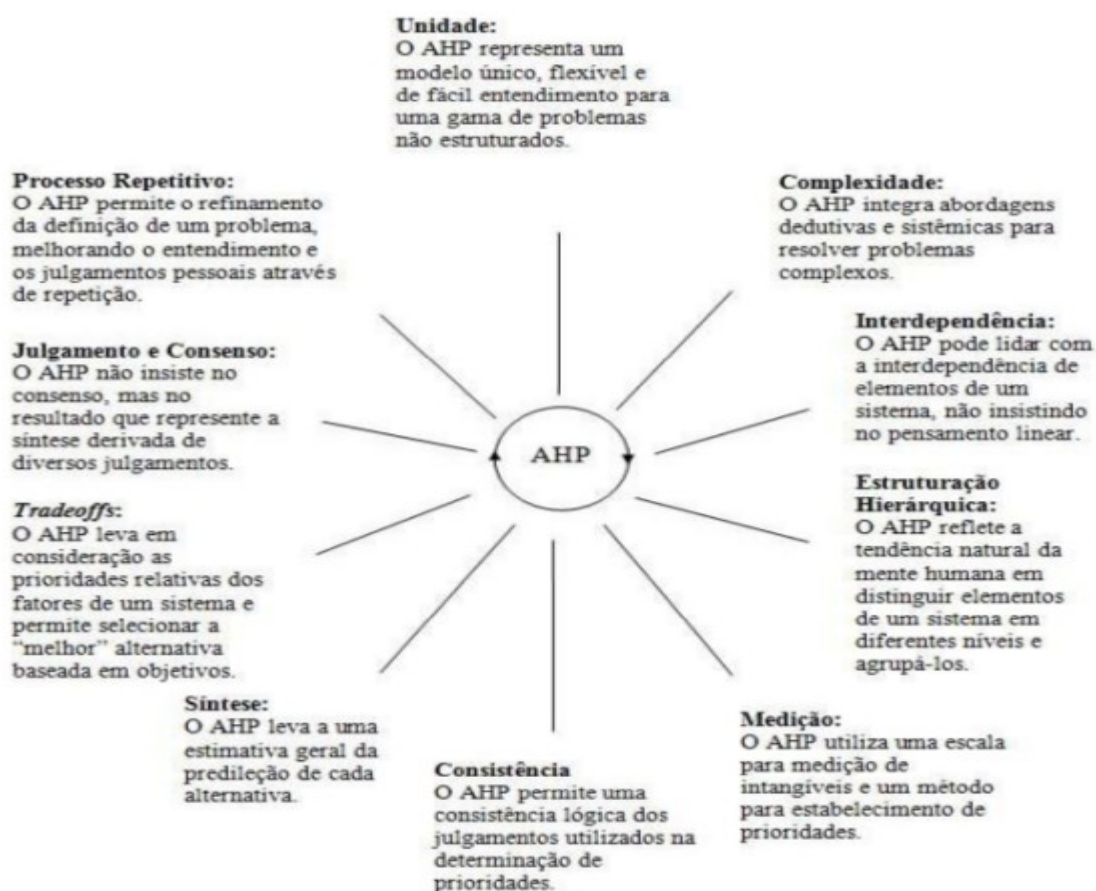 Unidade:
O AHP representa um
modelo único, flexível e
de fácil entendimento para
uma gama de problemas
não estruturados.
Processo Repetitivo:
O AHP permite o refinamento
da definição de um problema,
melhorando o entendimento e
os julgamentos pessoais através
de repetição.
Complexidade:
O AHP integra abordagens
dedutivas e sistêmicas para
resolver problemas
complexos.
Julgamento e Consenso:
O AHP não insiste no
consenso, mas no
resultado que represente a
síntese derivada de
diversos julgamentos.
Interdependência:
O AHP pode lidar com
a interdependência de
elementos de um
sistema, não insistindo
no pensamento linear.
AHP
Tradeoffs:
O AHP leva em
consideração as
prioridades relativas dos
fatores de um sistema e
permite selecionar a
“melhor” alternativa
baseada em objetivos.
Estruturação
Hierárquica:
O AHP reflete a
tendência natural da
mente humana em
distinguir elementos
de um sistema em
diferentes níveis e
agrupá-los.
Síntese:
O AHP leva a uma
estimativa geral da
predileção de cada
alternativa.
Consistência
O AHP permite uma
consistência lógica dos
julgamentos utilizados na
determinação de
prioridades.
Medição:
O AHP utiliza uma escala
para medição de
intangíveis e um método
para estabelecimento de
prioridades.